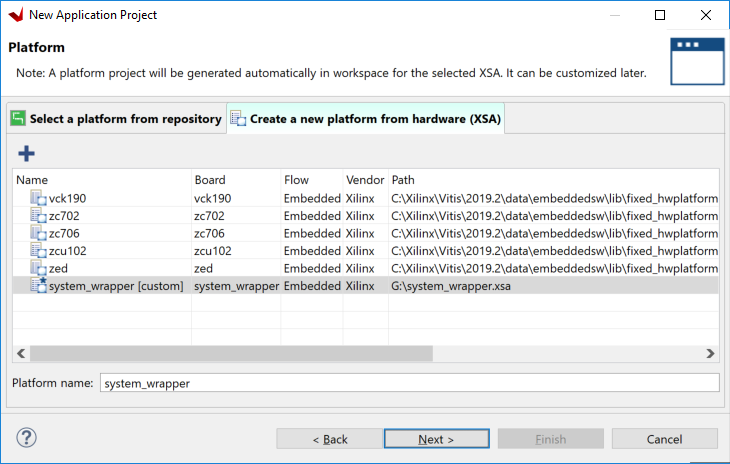 New Application Project
Platform
Note: A platform project will be generated automatically in workspace for the selected XSA. It can be customized later.
Select a platform from repository
Create a new platform from hardware (XSA)
Name Board Flow Vendor Path
vck190 vck190 Embedded Xilinx C:\Xilinx\Vitis\2019.2\data\embeddedsw\lib\fixed_hwplatform
zc702 zc702 Embedded Xilinx C:\Xilinx\Vitis\2019.2\data\embeddedsw\lib\fixed_hwplatform
zc706 zc706 Embedded Xilinx C:\Xilinx\Vitis\2019.2\data\embeddedsw\lib\fixed_hwplatform
zcu102 zcu102 Embedded Xilinx C:\Xilinx\Vitis\2019.2\data\embeddedsw\lib\fixed_hwplatform
zed zed Embedded Xilinx C:\Xilinx\Vitis\2019.2\data\embeddedsw\lib\fixed_hwplatform
system_wrapper [custom] system_wrapper Embedded Xilinx G:\system_wrapper.xsa
Platform name: system_wrapper
?
< Back
Next >
Finish
Cancel